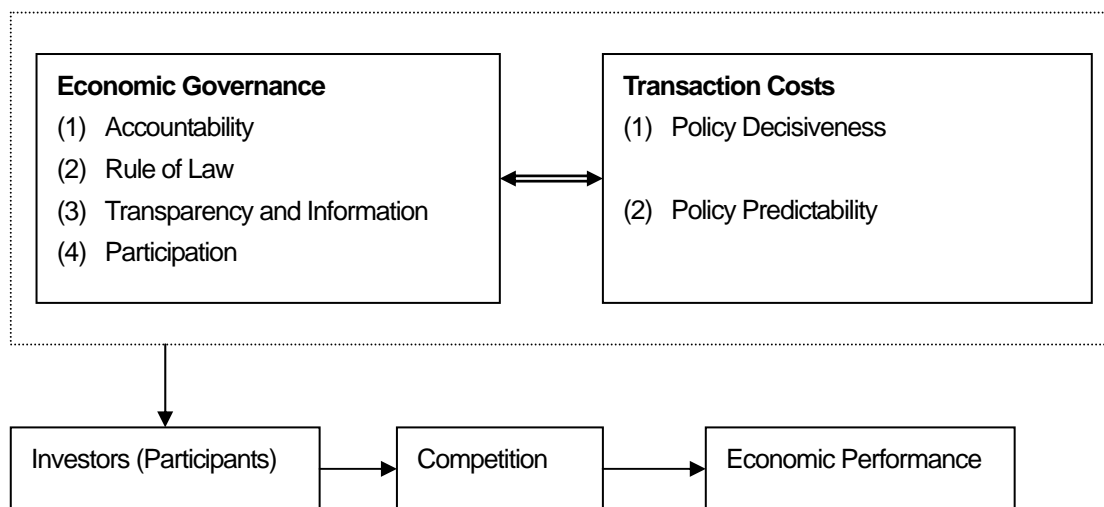 Economic Governance
(1) Accountability
(2) Rule of Law
(3) Transparency and Information
(4) Participation
Transaction Costs
(1) Policy Decisiveness
(2) Policy Predictability
Investors (Participants)
Competition
Economic Performance